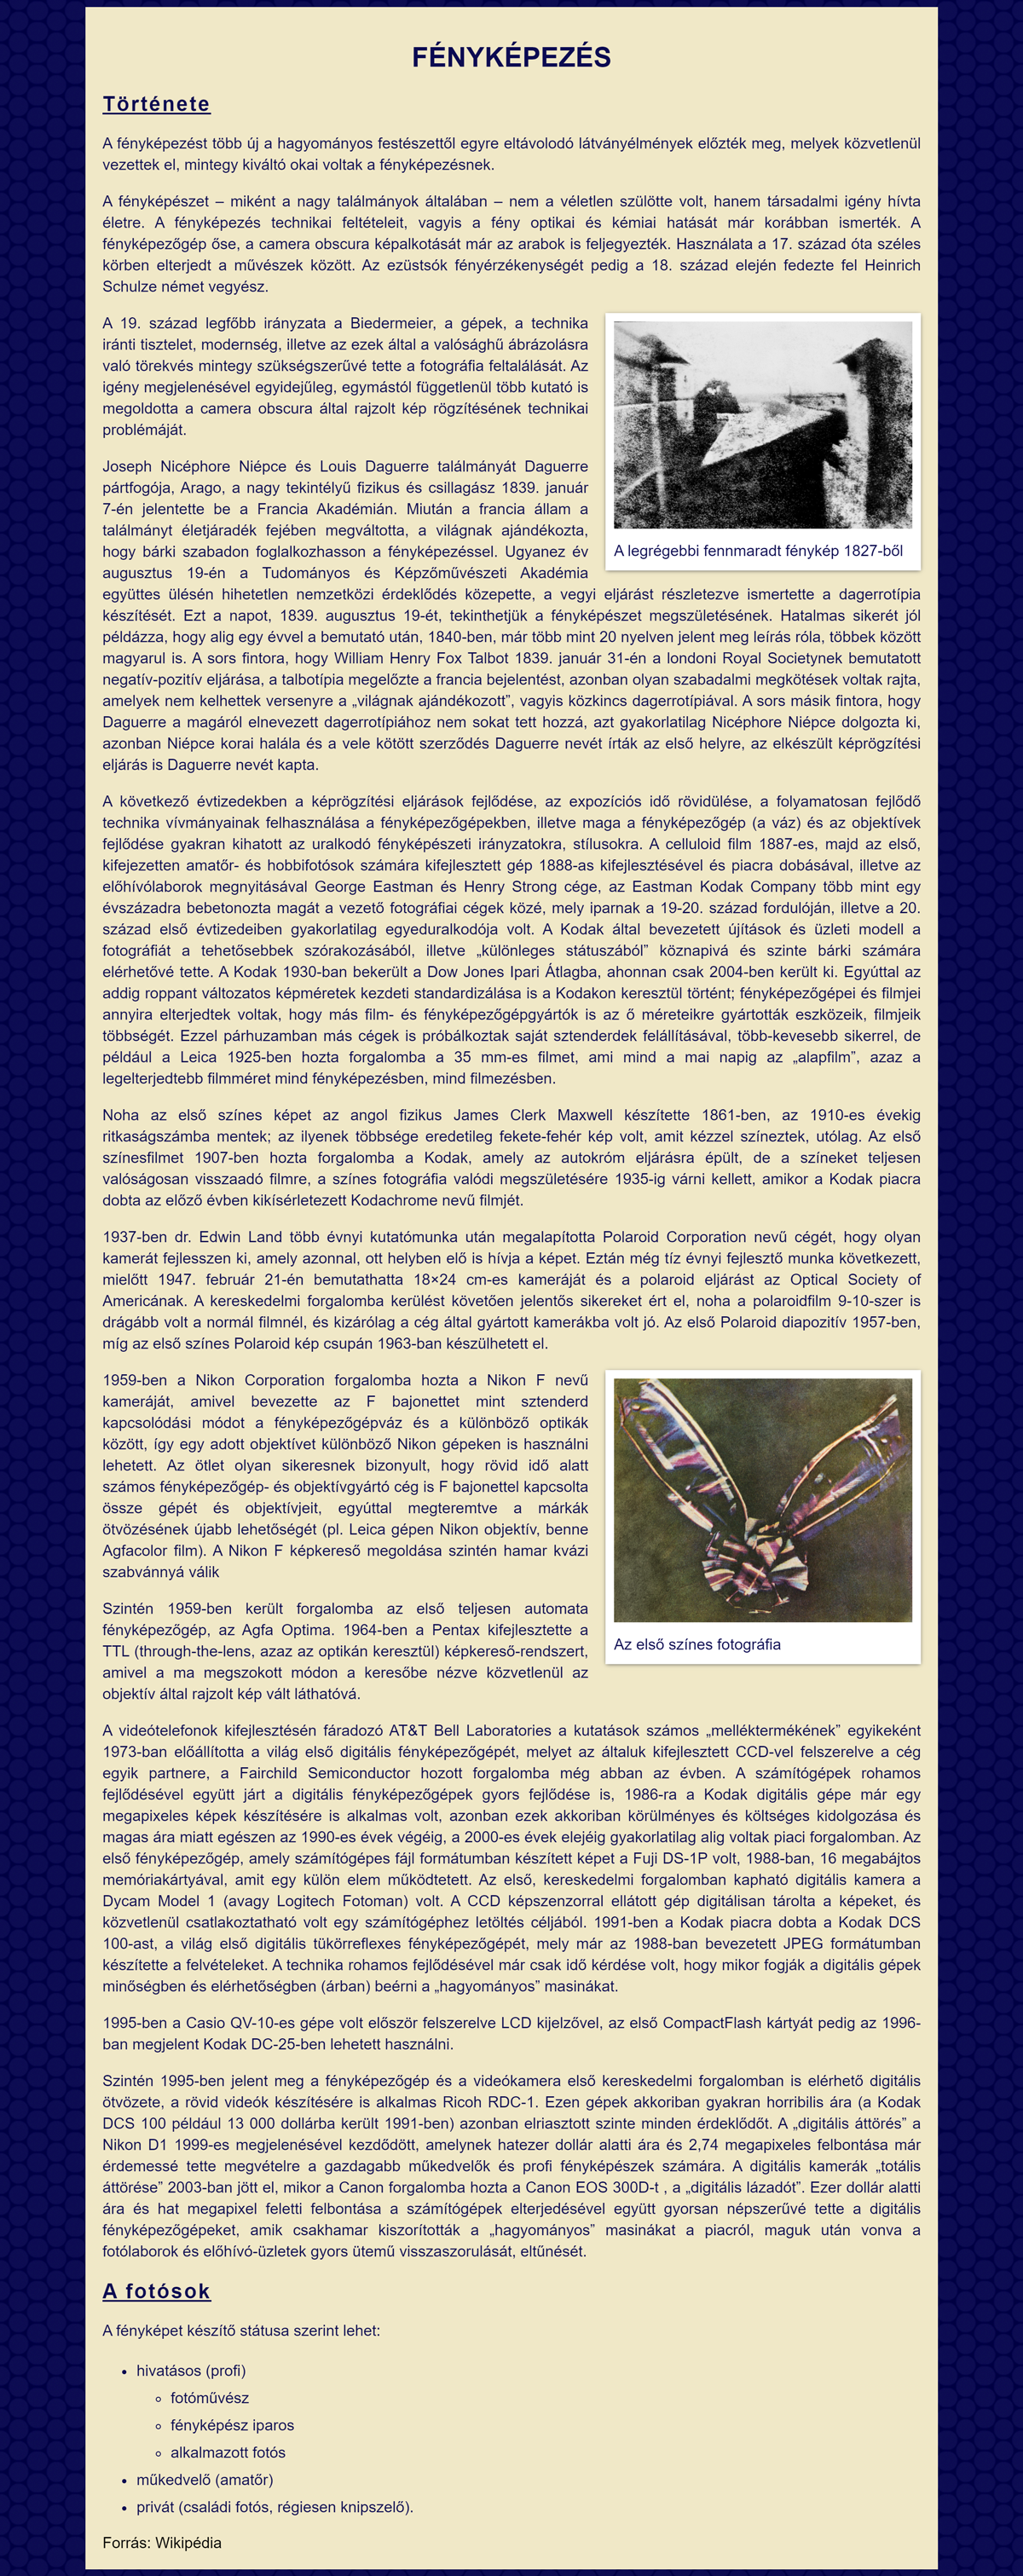 FÉNYKÉPEZÉS
Története
A fényképezést több új a hagyományos festészettől egyre eltávolodó látványélmények előzték meg, melyek közvetlenül
vezettek el, mintegy kiváltó okai voltak a fényképezésnek.
A fényképészet – miként a nagy találmányok általában – nem a véletlen szülötte volt, hanem társadalmi igény hívta
életre. A fényképezés technikai feltételeit, vagyis a fény optikai és kémiai hatását már korábban ismerték. A
fényképezőgép őse, a camera obscura képalkotását már az arabok is feljegyezték. Használata a 17. század óta széles
körben elterjedt a művészek között. Az ezüstsók fényérzékenységét pedig a 18. század elején fedezte fel Heinrich
Schulze német vegyész.
A 19. század legfőbb irányzata a Biedermeier, a gépek, a technika
iránti tisztelet, modernség, illetve az ezek által a valósághű ábrázolásra
való törekvés mintegy szükségszerűvé tette a fotográfia feltalálását. Az
igény megjelenésével egyidejűleg, egymástól függetlenül több kutató is
megoldotta a camera obscura által rajzolt kép rögzítésének technikai
problémáját.
A legrégebbi fennmaradt fénykép 1827-ből
Joseph Nicéphore Niépce és Louis Daguerre találmányát Daguerre
pártfogója, Arago, a nagy tekintélyű fizikus és csillagász 1839. január
7-én jelentette be a Francia Akadémián. Miután a francia állam a
találmányt életjáradék fejében megváltotta, a világnak ajándékozta,
hogy bárki szabadon foglalkozhasson a fényképezéssel. Ugyanez év
augusztus 19-én a Tudományos és Képzőművészeti Akadémia
együttes ülésén hihetetlen nemzetközi érdeklődés közepette, a vegyi eljárást részletezve ismertette a dagerrotípia
készítését. Ezt a napot, 1839. augusztus 19-ét, tekinthetjük a fényképészet megszületésének. Hatalmas sikerét jól
példázza, hogy alig egy évvel a bemutató után, 1840-ben, már több mint 20 nyelven jelent meg leírás róla, többek között
magyarul is. A sors fintora, hogy William Henry Fox Talbot 1839. január 31-én a londoni Royal Societynek bemutatott
negatív-pozitív eljárása, a talbotípia megelőzte a francia bejelentést, azonban olyan szabadalmi megkötések voltak rajta,
amelyek nem kelhettek versenyre a „világnak ajándékozott”, vagyis közkincs dagerrotípiával. A sors másik fintora, hogy
Daguerre a magáról elnevezett dagerrotípiához nem sokat tett hozzá, azt gyakorlatilag Nicéphore Niépce dolgozta ki,
azonban Niépce korai halála és a vele kötött szerződés Daguerre nevét írták az első helyre, az elkészült képrögzítési
eljárás is Daguerre nevét kapta.
A következő évtizedekben a képrögzítési eljárások fejlődése, az expozíciós idő rövidülése, a folyamatosan fejlődő
technika vívmányainak felhasználása a fényképezőgépekben, illetve maga a fényképezőgép (a váz) és az objektívek
fejlődése gyakran kihatott az uralkodó fényképészeti irányzatokra, stílusokra. A celluloid film 1887-es, majd az első,
kifejezetten amatőr- és hobbifotósok számára kifejlesztett gép 1888-as kifejlesztésével és piacra dobásával, illetve az
előhívólaborok megnyitásával George Eastman és Henry Strong cége, az Eastman Kodak Company több mint egy
évszázadra bebetonozta magát a vezető fotográfiai cégek közé, mely iparnak a 19-20. század fordulóján, illetve a 20.
század első évtizedeiben gyakorlatilag egyeduralkodója volt. A Kodak által bevezetett újítások és üzleti modell a
fotográfiát a tehetősebbek szórakozásából, illetve „különleges státuszából” köznapivá és szinte bárki számára
elérhetővé tette. A Kodak 1930-ban bekerült a Dow Jones Ipari Átlagba, ahonnan csak 2004-ben került ki. Egyúttal az
addig roppant változatos képméretek kezdeti standardizálása is a Kodakon keresztül történt; fényképezőgépei és filmjei
annyira elterjedtek voltak, hogy más film- és fényképezőgépgyártók is az ő méreteikre gyártották eszközeik, filmjeik
többségét. Ezzel párhuzamban más cégek is próbálkoztak saját sztenderdek felállításával, több-kevesebb sikerrel, de
például a Leica 1925-ben hozta forgalomba a 35 mm-es filmet, ami mind a mai napig az „alapfilm”, azaz a
legelterjedtebb filmméret mind fényképezésben, mind filmezésben.
Noha az első színes képet az angol fizikus James Clerk Maxwell készítette 1861-ben, az 1910-es évekig
ritkaságszámba mentek; az ilyenek többsége eredetileg fekete-fehér kép volt, amit kézzel színeztek, utólag. Az első
színesfilmet 1907-ben hozta forgalomba a Kodak, amely az autokróm eljárásra épült, de a színeket teljesen
valóságosan visszaadó filmre, a színes fotográfia valódi megszületésére 1935-ig várni kellett, amikor a Kodak piacra
dobta az előző évben kikísérletezett Kodachrome nevű filmjét.
1937-ben dr. Edwin Land több évnyi kutatómunka után megalapította Polaroid Corporation nevű cégét, hogy olyan
kamerát fejlesszen ki, amely azonnal, ott helyben elő is hívja a képet. Eztán még tíz évnyi fejlesztő munka következett,
mielőtt 1947. február 21-én bemutathatta 18×24 cm-es kameráját és a polaroid eljárást az Optical Society of
Americának. A kereskedelmi forgalomba kerülést követően jelentős sikereket ért el, noha a polaroidfilm 9-10-szer is
drágább volt a normál filmnél, és kizárólag a cég által gyártott kamerákba volt jó. Az első Polaroid diapozitív 1957-ben,
míg az első színes Polaroid kép csupán 1963-ban készülhetett el.
1959-ben a Nikon Corporation forgalomba hozta a Nikon F nevű
kameráját, amivel bevezette az F bajonettet mint sztenderd
kapcsolódási módot a fényképezőgépváz és a különböző optikák
között, így egy adott objektívet különböző Nikon gépeken is használni
lehetett. Az ötlet olyan sikeresnek bizonyult, hogy rövid idő alatt
számos fényképezőgép- és objektívgyártó cég is F bajonettel kapcsolta
össze gépét és objektívjeit, egyúttal megteremtve a márkák
ötvözésének újabb lehetőségét (pl. Leica gépen Nikon objektív, benne
Agfacolor film). A Nikon F képkereső megoldása szintén hamar kvázi
szabvánnyá válik
Az első színes fotográfia
Szintén 1959-ben került forgalomba az első teljesen automata
fényképezőgép, az Agfa Optima. 1964-ben a Pentax kifejlesztette a
TTL (through-the-lens, azaz az optikán keresztül) képkereső-rendszert,
amivel a ma megszokott módon a keresőbe nézve közvetlenül az
objektív által rajzolt kép vált láthatóvá.
A videótelefonok kifejlesztésén fáradozó AT&T Bell Laboratories a kutatások számos „melléktermékének” egyikeként
1973-ban előállította a világ első digitális fényképezőgépét, melyet az általuk kifejlesztett CCD-vel felszerelve a cég
egyik partnere, a Fairchild Semiconductor hozott forgalomba még abban az évben. A számítógépek rohamos
fejlődésével együtt járt a digitális fényképezőgépek gyors fejlődése is, 1986-ra a Kodak digitális gépe már egy
megapixeles képek készítésére is alkalmas volt, azonban ezek akkoriban körülményes és költséges kidolgozása és
magas ára miatt egészen az 1990-es évek végéig, a 2000-es évek elejéig gyakorlatilag alig voltak piaci forgalomban. Az
első fényképezőgép, amely számítógépes fájl formátumban készített képet a Fuji DS-1P volt, 1988-ban, 16 megabájtos
memóriakártyával, amit egy külön elem működtetett. Az első, kereskedelmi forgalomban kapható digitális kamera a
Dycam Model 1 (avagy Logitech Fotoman) volt. A CCD képszenzorral ellátott gép digitálisan tárolta a képeket, és
közvetlenül csatlakoztatható volt egy számítógéphez letöltés céljából. 1991-ben a Kodak piacra dobta a Kodak DCS
100-ast, a világ első digitális tükörreflexes fényképezőgépét, mely már az 1988-ban bevezetett JPEG formátumban
készítette a felvételeket. A technika rohamos fejlődésével már csak idő kérdése volt, hogy mikor fogják a digitális gépek
minőségben és elérhetőségben (árban) beérni a „hagyományos” masinákat.
1995-ben a Casio QV-10-es gépe volt először felszerelve LCD kijelzővel, az első CompactFlash kártyát pedig az 1996-
ban megjelent Kodak DC-25-ben lehetett használni.
Szintén 1995-ben jelent meg a fényképezőgép és a videókamera első kereskedelmi forgalomban is elérhető digitális
ötvözete, a rövid videók készítésére is alkalmas Ricoh RDC-1. Ezen gépek akkoriban gyakran horribilis ára (a Kodak
DCS 100 például 13 000 dollárba került 1991-ben) azonban elriasztott szinte minden érdeklődőt. A „digitális áttörés” a
Nikon D1 1999-es megjelenésével kezdődött, amelynek hatezer dollár alatti ára és 2,74 megapixeles felbontása már
érdemessé tette megvételre a gazdagabb műkedvelők és profi fényképészek számára. A digitális kamerák „totális
áttörése” 2003-ban jött el, mikor a Canon forgalomba hozta a Canon EOS 300D-t , a „digitális lázadót”. Ezer dollár alatti
ára és hat megapixel feletti felbontása a számítógépek elterjedésével együtt gyorsan népszerűvé tette a digitális
fényképezőgépeket, amik csakhamar kiszorították a „hagyományos” masinákat a piacról, maguk után vonva a
fotólaborok és előhívó-üzletek gyors ütemű visszaszorulását, eltűnését.
A fotósok
A fényképet készítő státusa szerint lehet:
• hivatásos (profi)
◦ fotóművész
◦ fényképész iparos
◦ alkalmazott fotós
• műkedvelő (amatőr)
• privát (családi fotós, régiesen knipszelő).
Forrás: Wikipédia